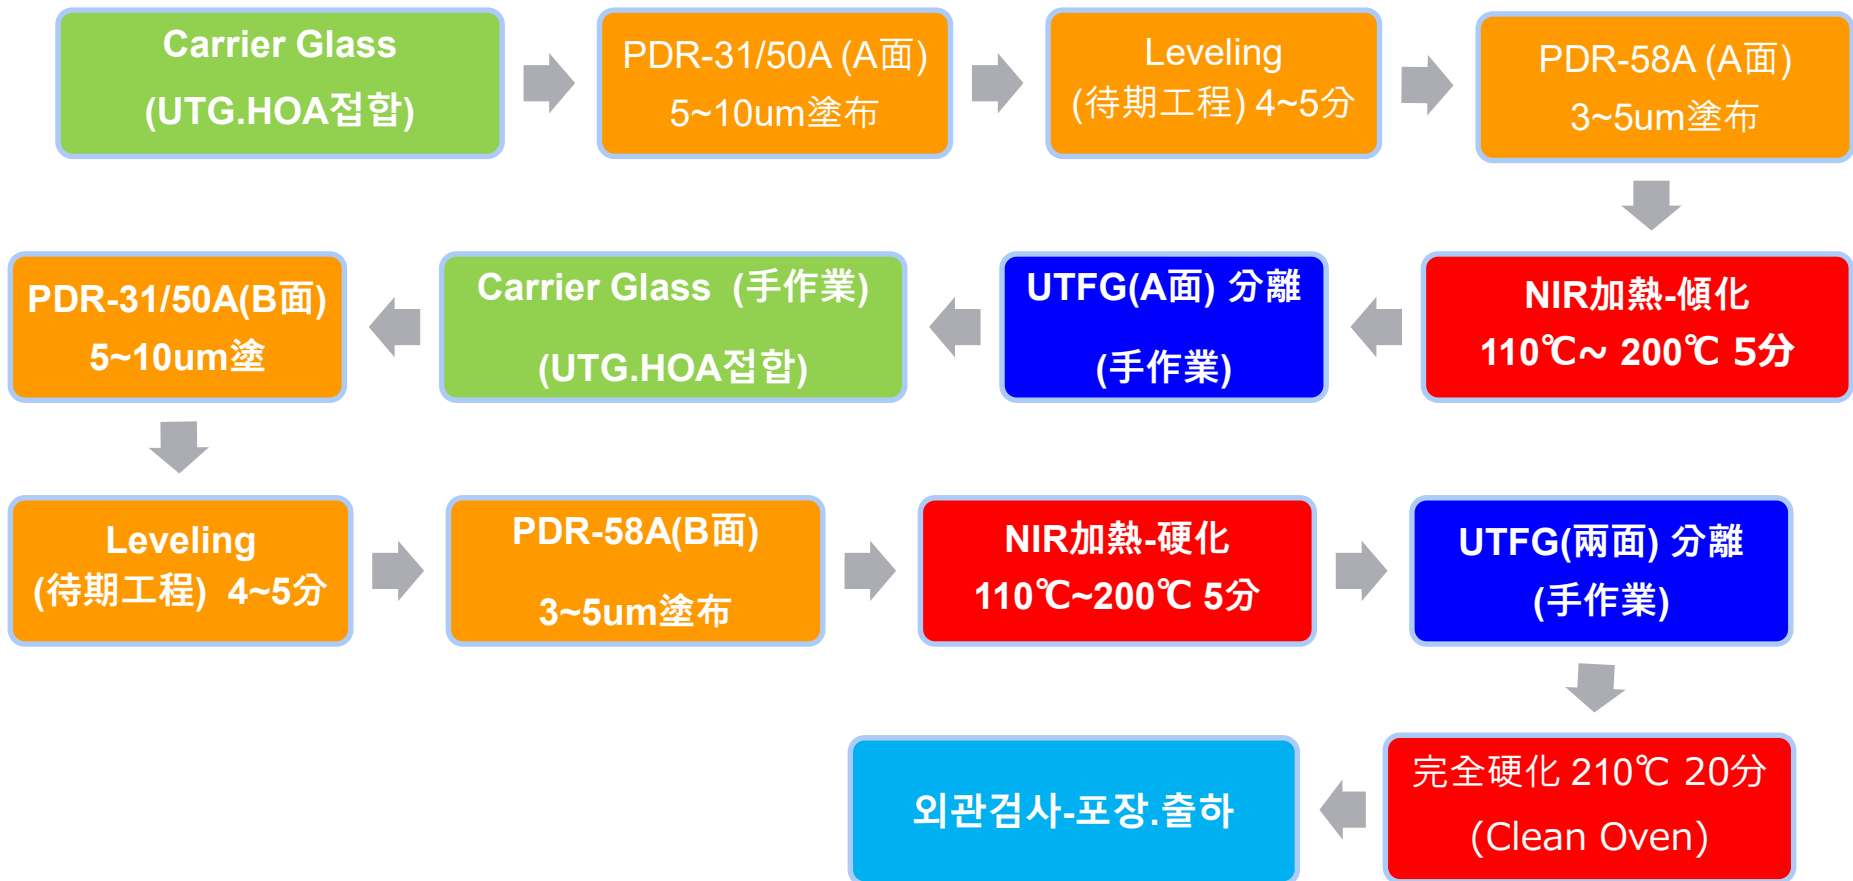 Carrier Glass
(UTG.HOA접합)
PDR-31/50A (A面)
5~10um塗布
Leveling
(待期工程) 4~5分
PDR-58A (A面)
3~5um塗布
NIR加熱-傾化
110℃~ 200℃ 5分
UTFG(A面) 分離
(手作業)
Carrier Glass (手作業)
(UTG.HOA접합)
PDR-31/50A(B面)
5~10um塗
Leveling
(待期工程) 4~5分
PDR-58A(B面)
3~5um塗布
NIR加熱-硬化
110℃~200℃ 5分
UTFG(兩面) 分離
(手作業)
完全硬化 210℃ 20分
(Clean Oven)
외관검사-포장.출하